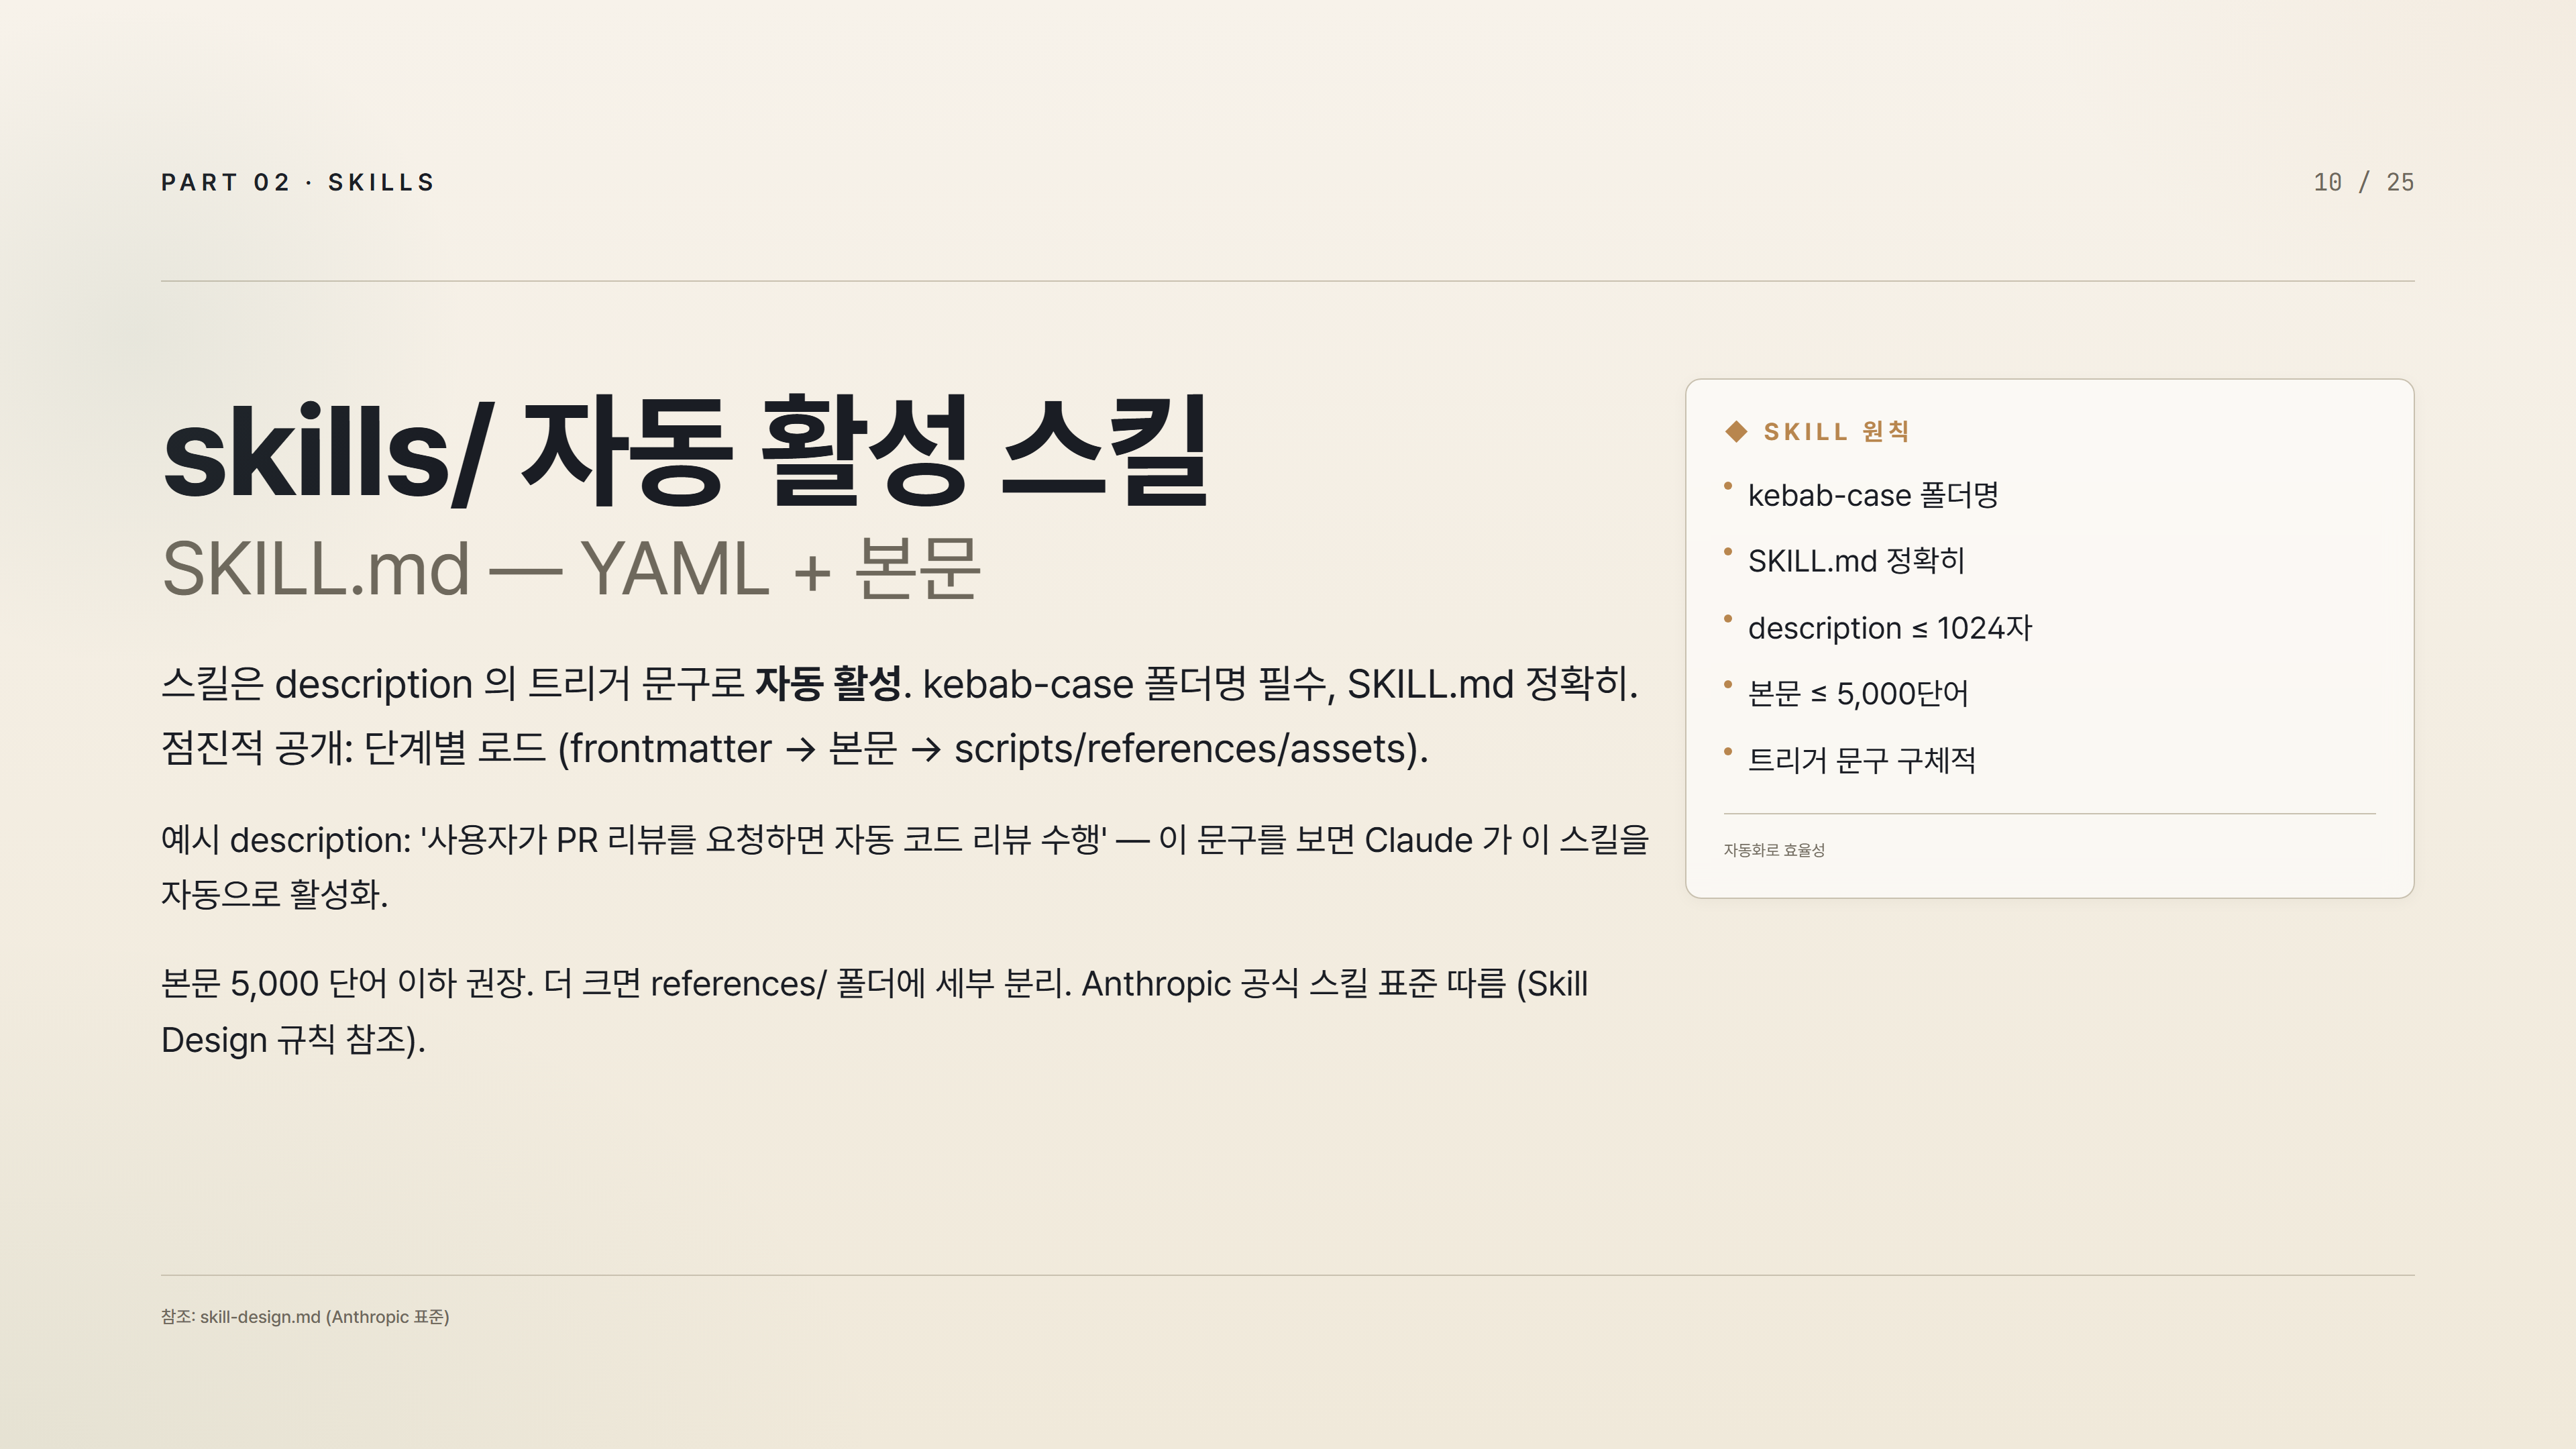 PART 02 · SKILLS
10 / 25
skills/ 자동 활성 스킬
SKILL.md — YAML + 본문
스킬은 description 의 트리거 문구로 자동 활성. kebab-case 폴더명 필수, SKILL.md 정확히.
점진적 공개: 단계별 로드 (frontmatter → 본문 → scripts/references/assets).
예시 description: '사용자가 PR 리뷰를 요청하면 자동 코드 리뷰 수행' — 이 문구를 보면 Claude 가 이 스킬을
자동으로 활성화.
본문 5,000 단어 이하 권장. 더 크면 references/ 폴더에 세부 분리. Anthropic 공식 스킬 표준 따름 (Skill
Design 규칙 참조).
◆ SKILL 원칙
• kebab-case 폴더명
• SKILL.md 정확히
• description ≤ 1024자
• 본문 ≤ 5,000단어
• 트리거 문구 구체적
자동화로 효율성
참조: skill-design.md (Anthropic 표준)